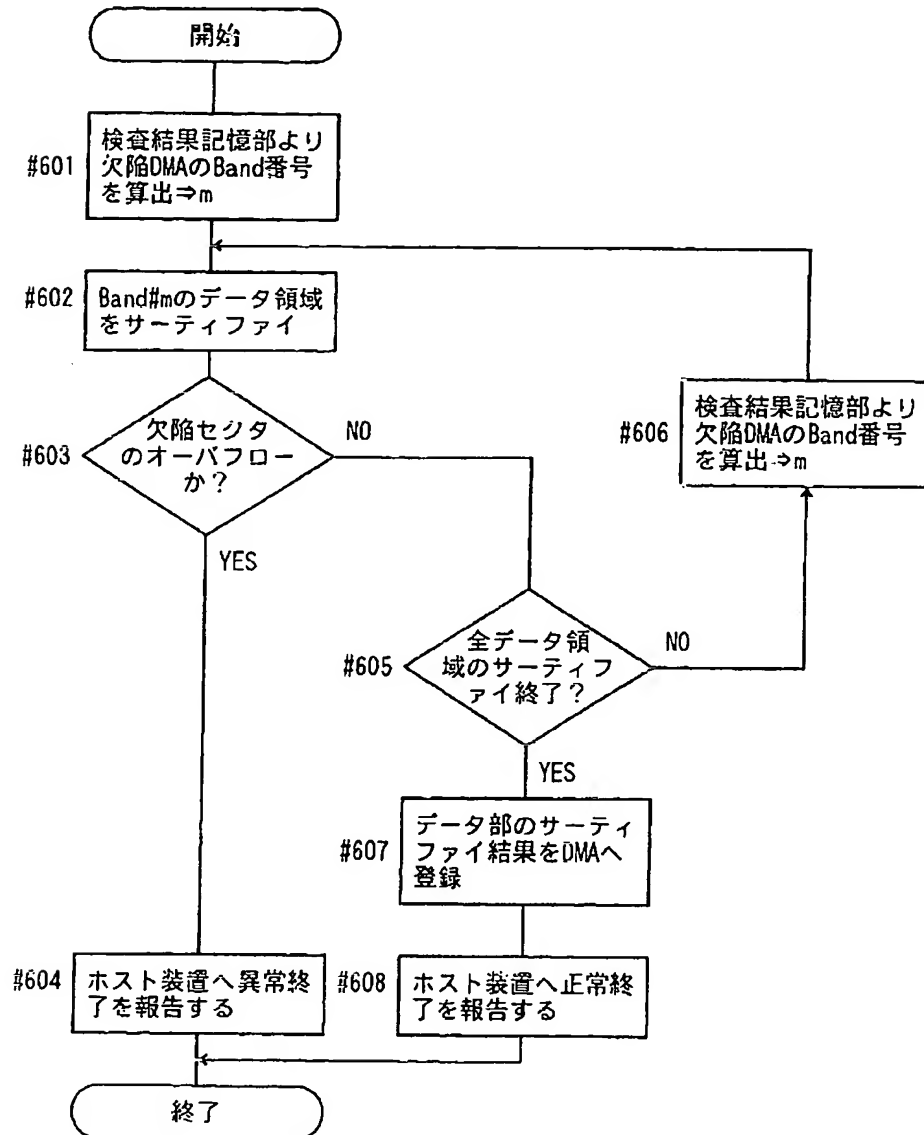 開始
#601
検査結果記憶部より
欠陥DMAのBand番号
を算出⇒m
#602
Band#mのデータ領域
をサーティファイ
#603
欠陥セクタ
のオーバフロー
か？
NO
YES
#606
検査結果記憶部より
欠陥DMAのBand番号
を算出⇒m
#605
全データ領
域のサーティフ
ァイ終了？
NO
YES
#607
データ部のサーティ
ファイ結果をDMAへ
登録
#604
ホスト装置へ異常終
了を報告する
#608
ホスト装置へ正常終
了を報告する
終了